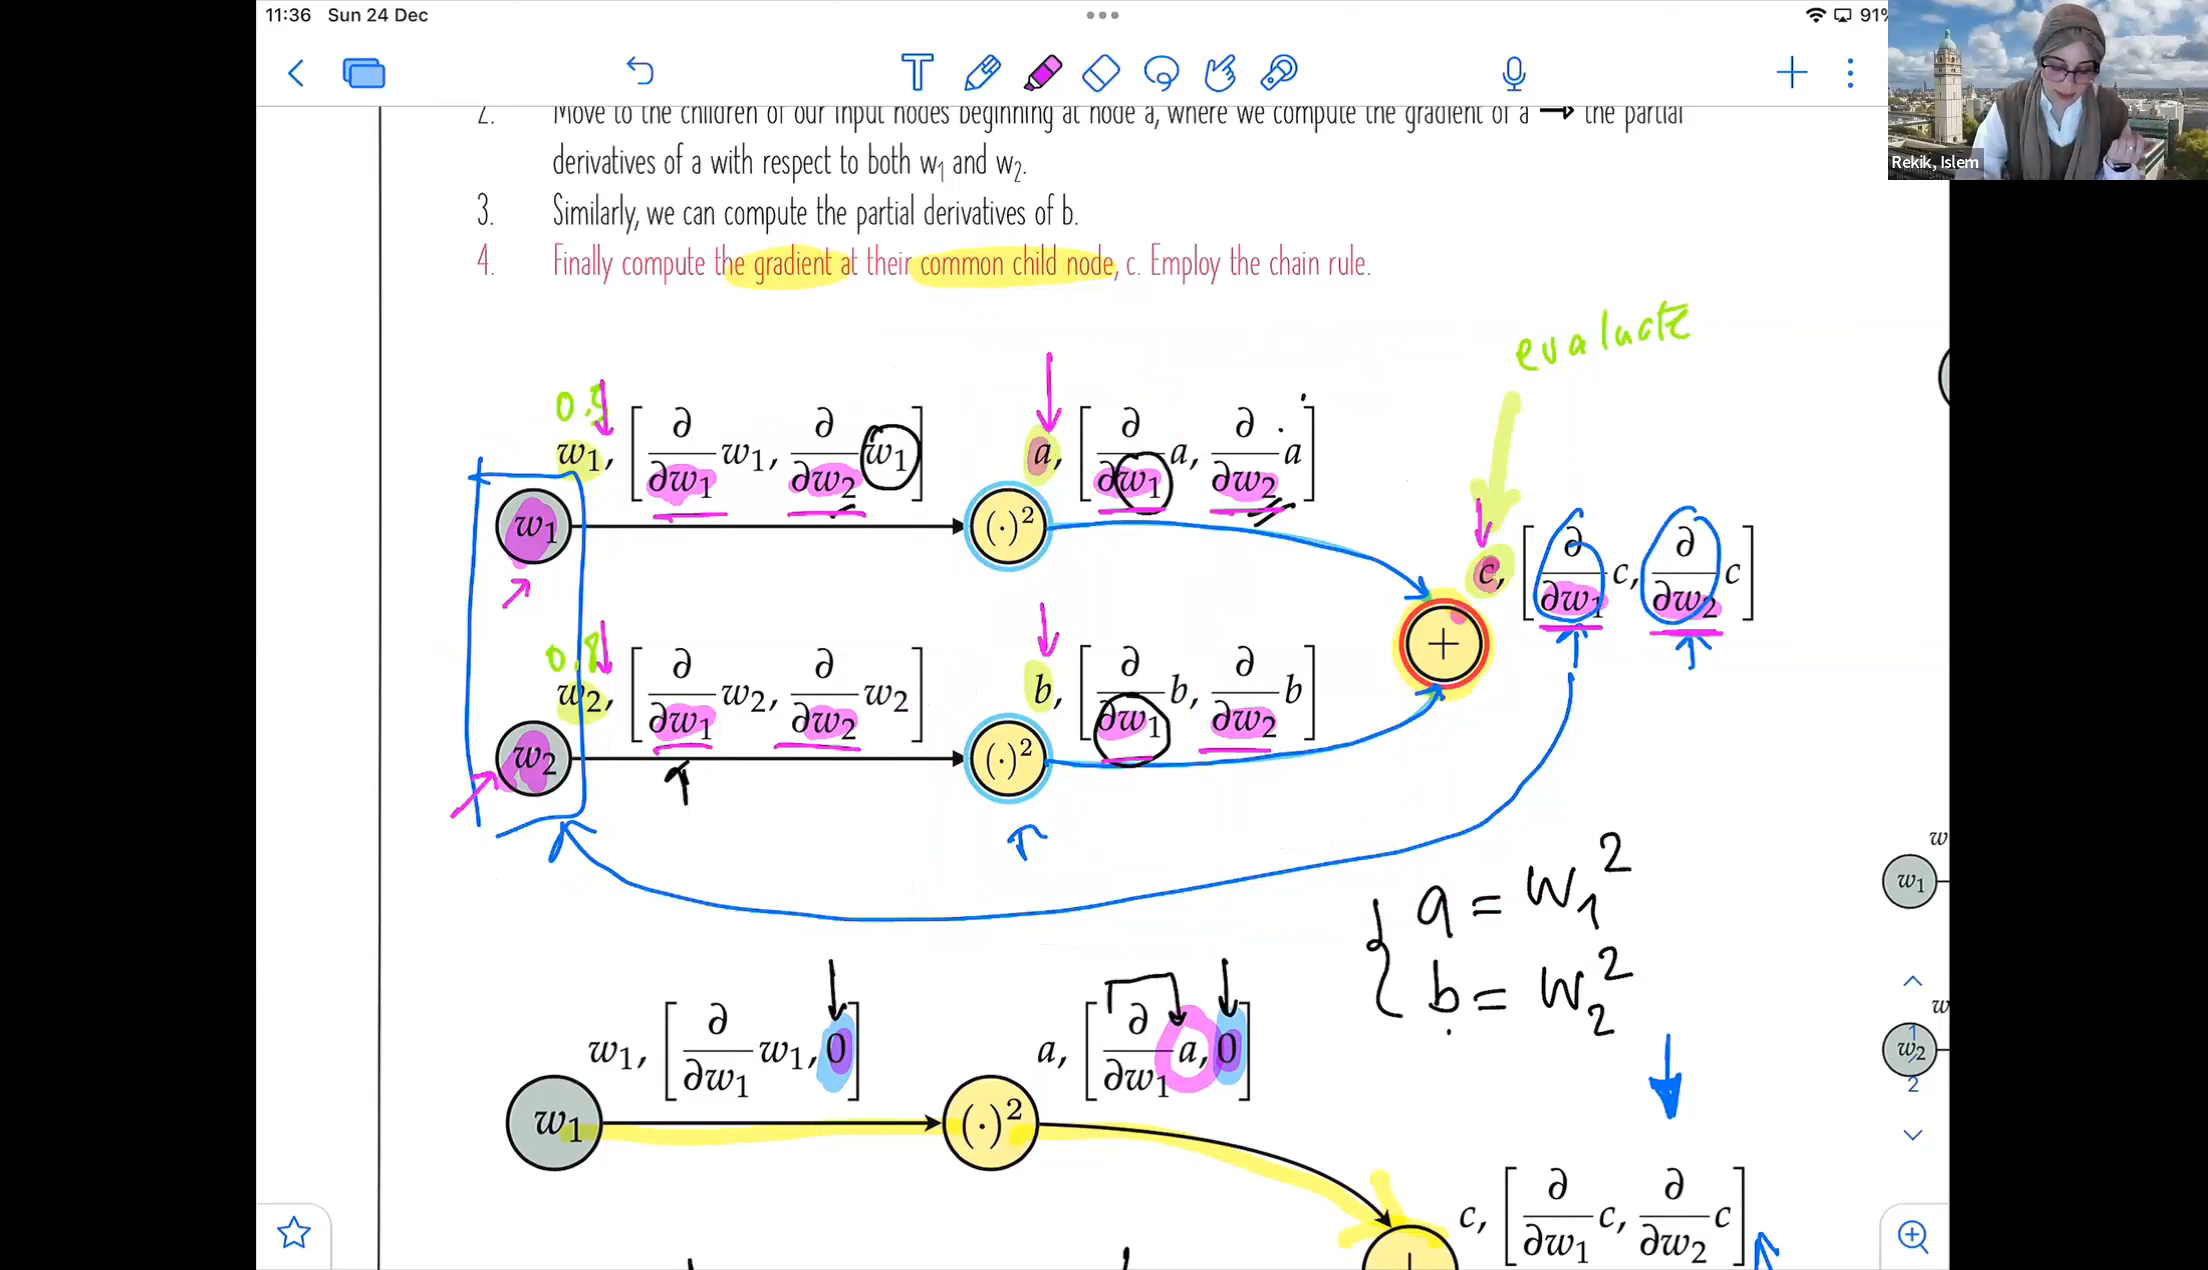 11:36 Sun 24 Dec
91%
Rekik, Islem
2. Move to the children of our input nodes beginning at node a, where we compute the gradient of a → the partial
derivatives of a with respect to both w₁ and w₂.
3. Similarly, we can compute the partial derivatives of b.
4. Finally compute the gradient at their common child node, c. Employ the chain rule.
evaluate
0.5
w₁, [∂/∂w₁ w₁, ∂/∂w₂ w₁]
a, [∂/∂w₁ a, ∂/∂w₂ a]
w₁
(·)²
c, [∂/∂w₁ c, ∂/∂w₂ c]
+
0.8
w₂, [∂/∂w₁ w₂, ∂/∂w₂ w₂]
b, [∂/∂w₁ b, ∂/∂w₂ b]
w₂
(·)²
a = w₁²
b = w₂²
w
w₁
w
w₂
1
2
w₁, [∂/∂w₁ w₁, 0]
a, [∂/∂w₁ a, 0]
w₁
(·)²
c, [∂/∂w₁ c, ∂/∂w₂ c]